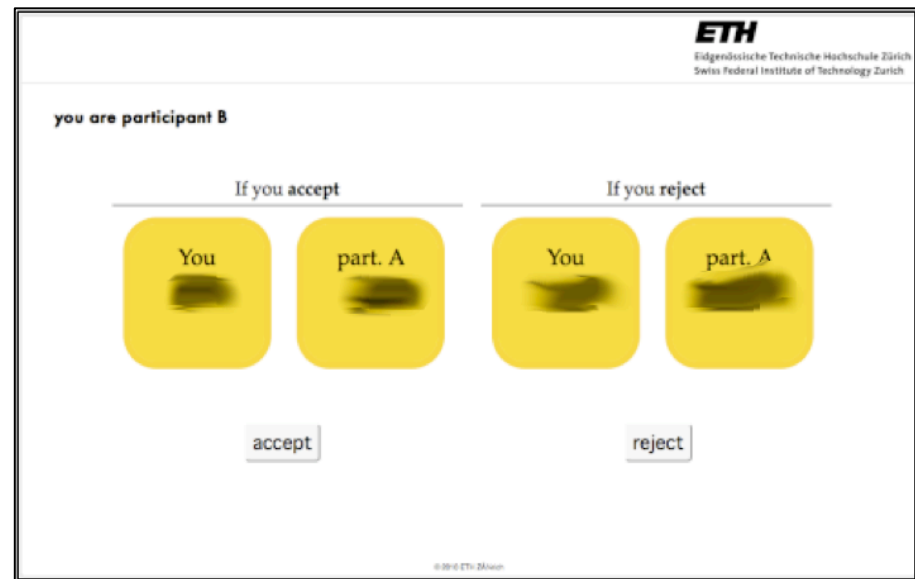 ETH
Eidgenössische Technische Hochschule Zürich
Swiss Federal Institute of Technology Zurich
you are participant B
If you accept
If you reject
You
part. A
You
part. A
accept
reject